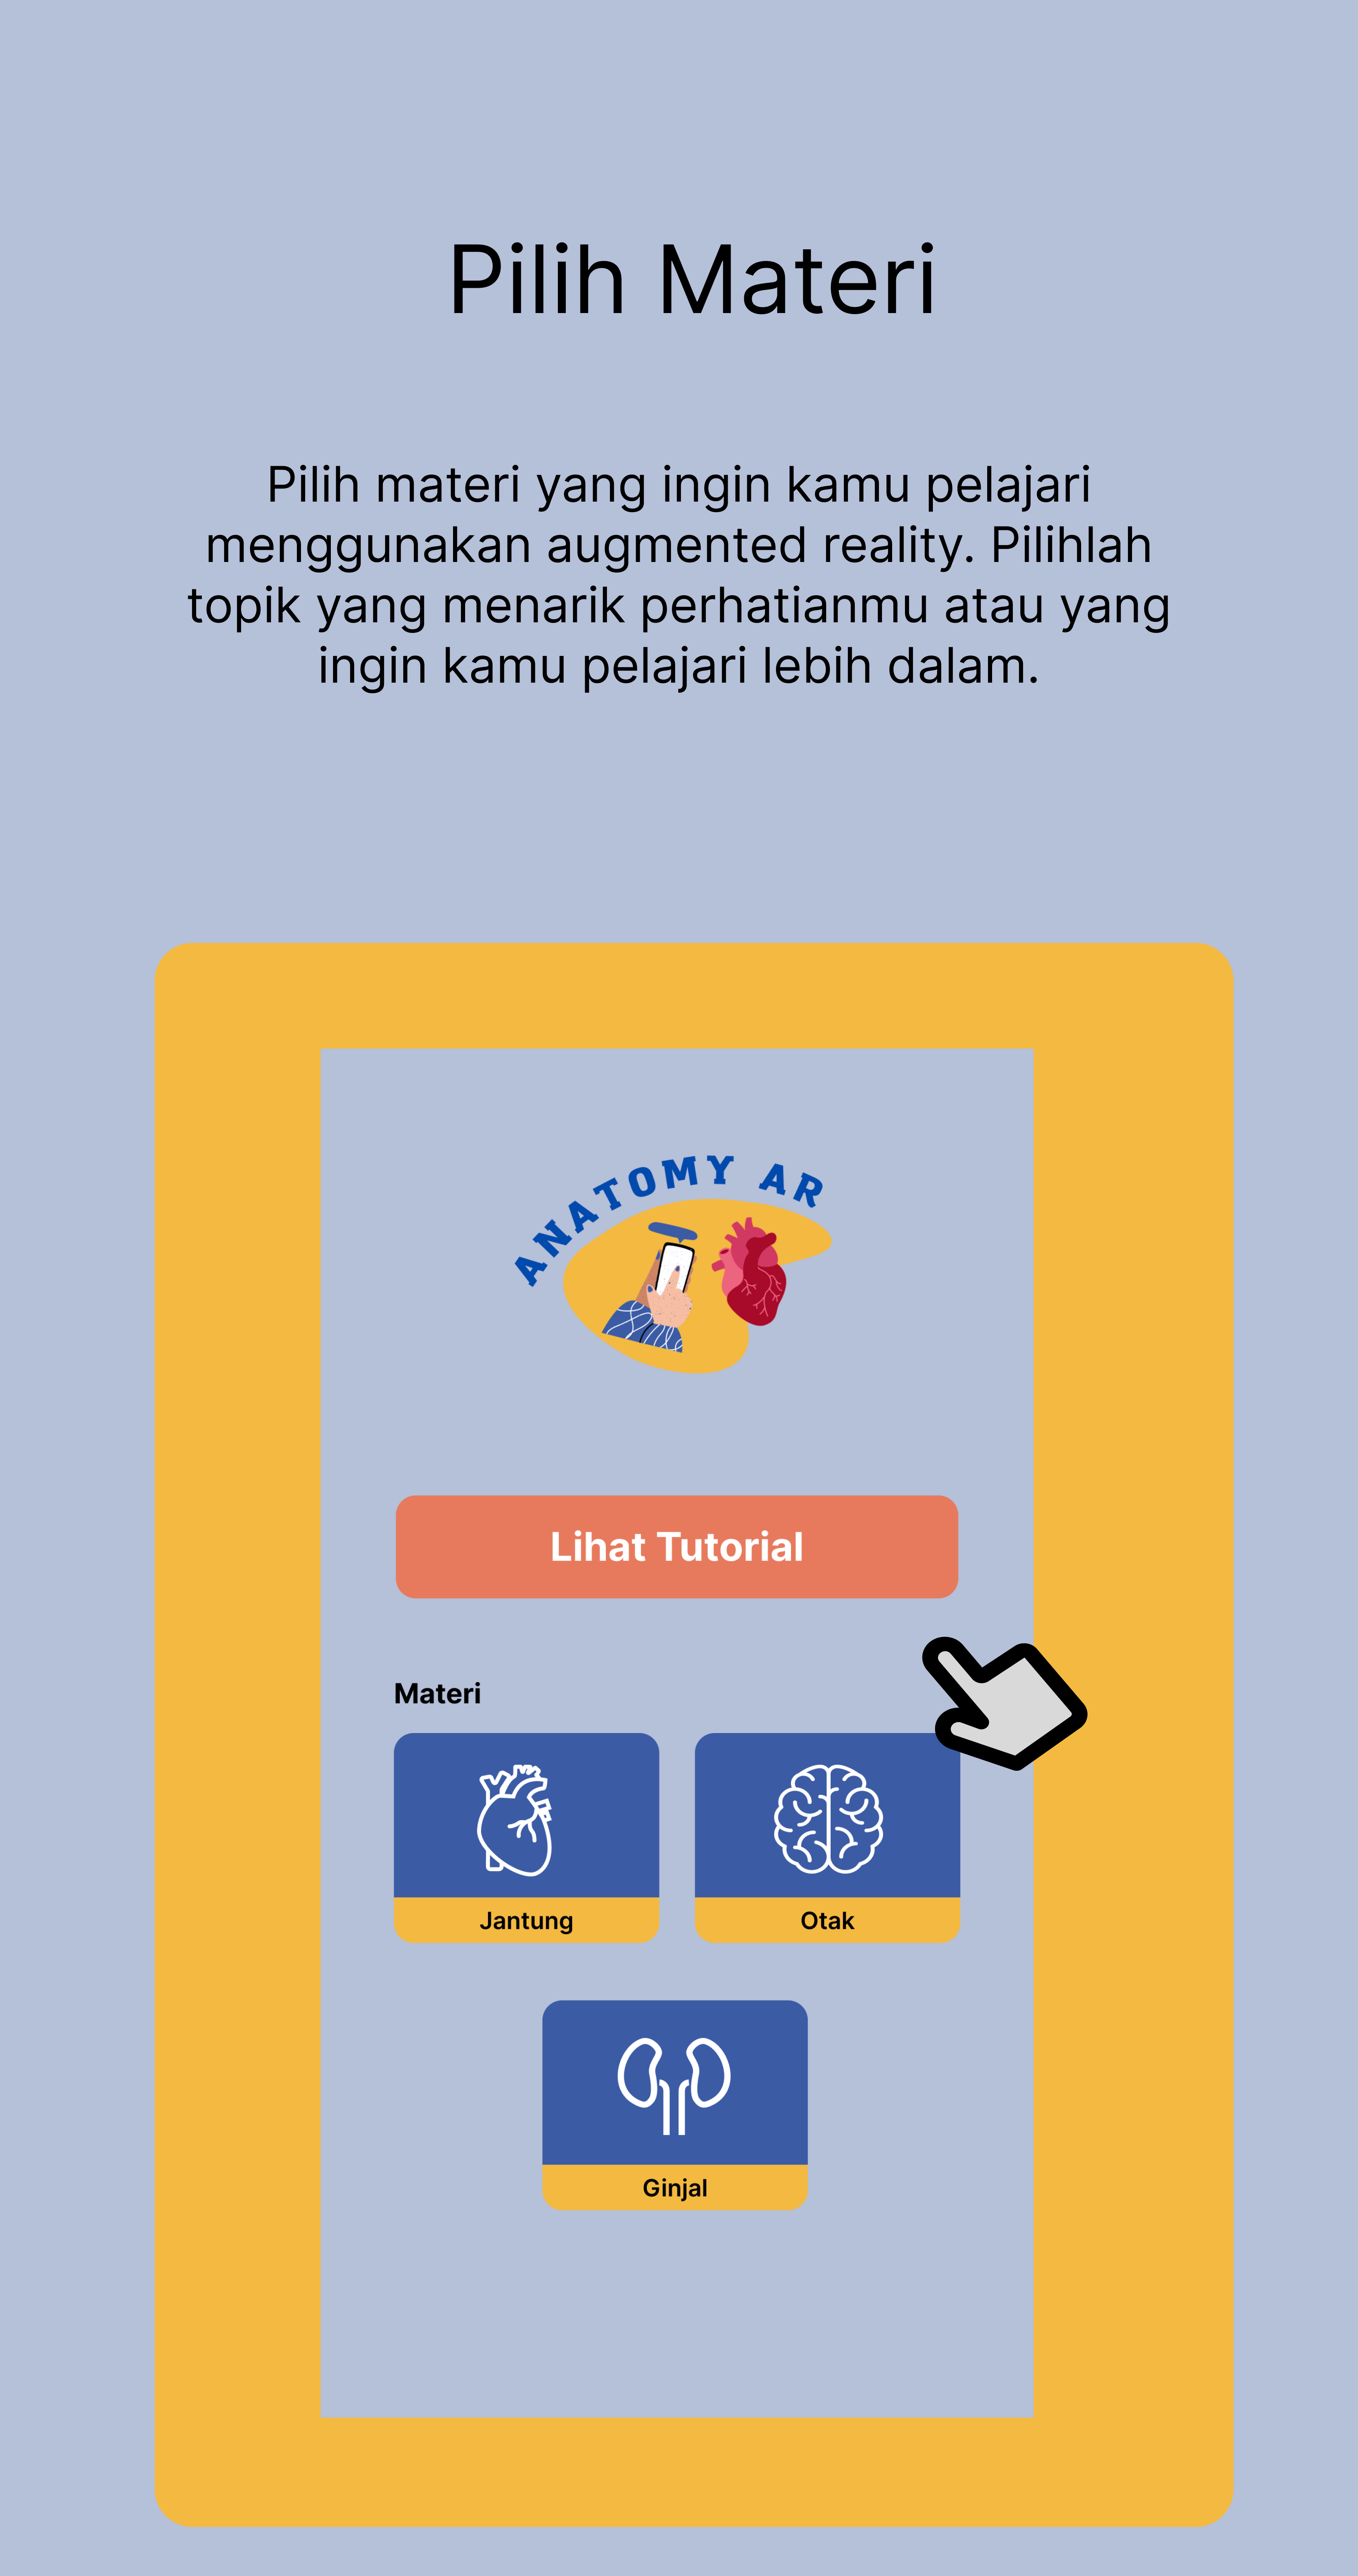 Pilih Materi
Pilih materi yang ingin kamu pelajari
menggunakan augmented reality. Pilihlah
topik yang menarik perhatianmu atau yang
ingin kamu pelajari lebih dalam.
ANATOMY AR
Lihat Tutorial
Materi
Jantung
Otak
Ginjal